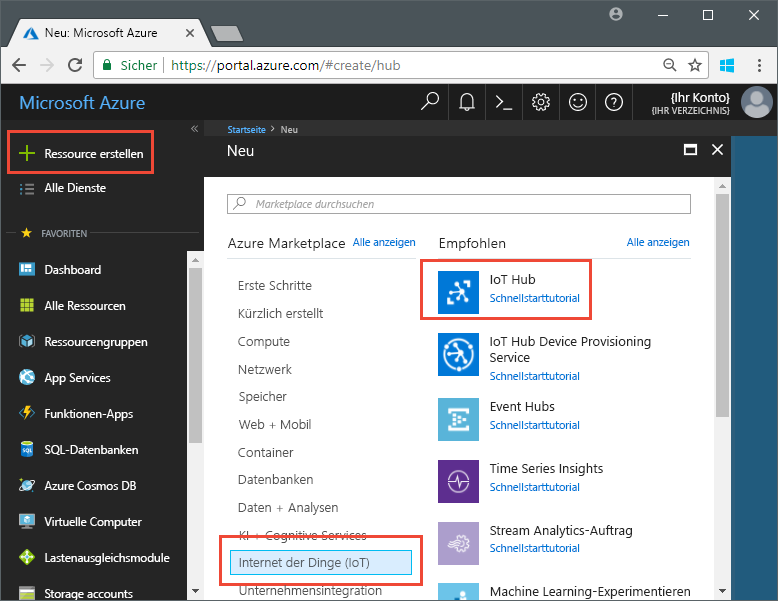 Neu: Microsoft Azure
Sicher
https://portal.azure.com/#create/hub
Microsoft Azure
{Ihr Konto}
{IHR VERZEICHNIS}
Ressource erstellen
Alle Dienste
FAVORITEN
Dashboard
Alle Ressourcen
Ressourcengruppen
App Services
Funktionen-Apps
SQL-Datenbanken
Azure Cosmos DB
Virtuelle Computer
Lastenausgleichsmodule
Storage accounts
Startseite > Neu
Neu
Marketplace durchsuchen
Azure Marketplace Alle anzeigen
Erste Schritte
Kürzlich erstellt
Compute
Netzwerk
Speicher
Web + Mobil
Container
Datenbanken
Daten + Analysen
KI + Cognitive Services
Internet der Dinge (IoT)
Unternehmensintegration
Empfohlen Alle anzeigen
IoT Hub
Schnellstarttutorial
IoT Hub Device Provisioning
Service
Schnellstarttutorial
Event Hubs
Schnellstarttutorial
Time Series Insights
Schnellstarttutorial
Stream Analytics-Auftrag
Schnellstarttutorial
Machine Learning-Experimentieren